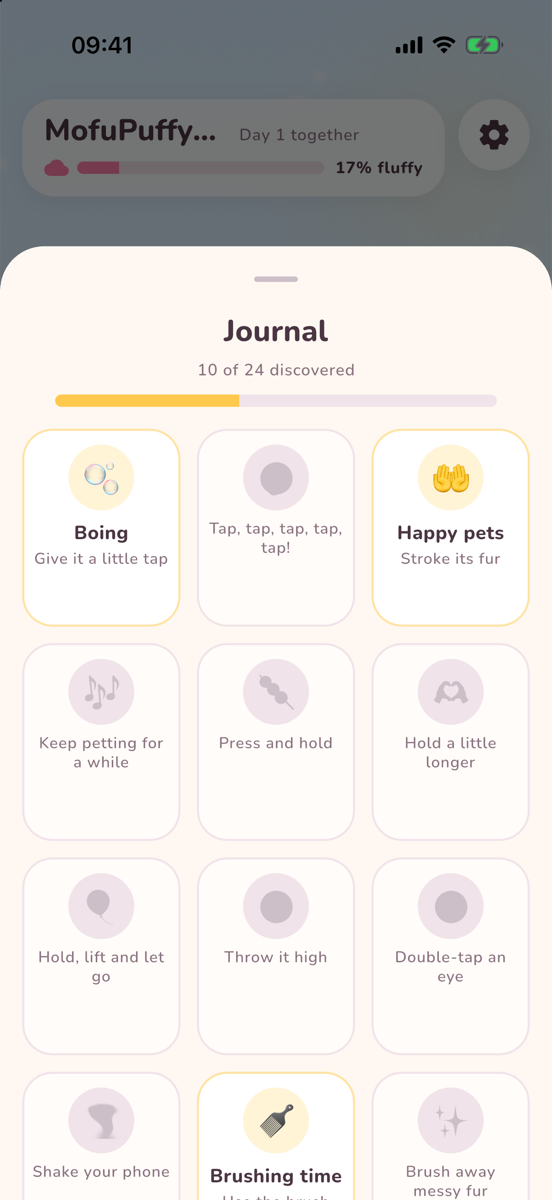 09:41
MofuPuffy...
Day 1 together
17% fluffy
Journal
10 of 24 discovered
Boing
Give it a little tap
Tap, tap, tap, tap,
tap!
Happy pets
Stroke its fur
Keep petting for
a while
Press and hold
Hold a little
longer
Hold, lift and let
go
Throw it high
Double-tap an
eye
Shake your phone
Brushing time
Use the brush
Brush away
messy fur